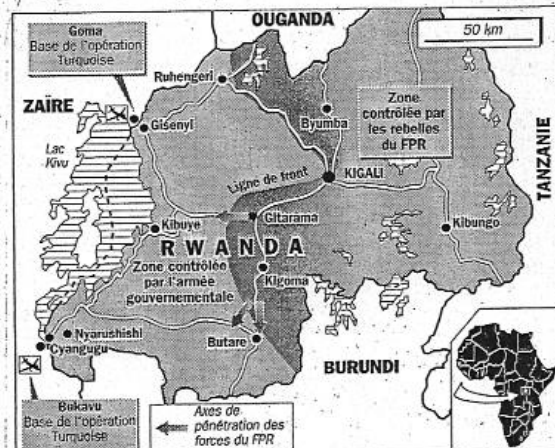 OUGANDA
50 km
Goma
Base de l'opération
Turquoise
ZAÏRE
Ruhengeri
Gisenyi
Byumba
Zone
contrôlée par
les rebelles
du FPR
TANZANIE
Lac
Kivu
Ligne de front
KIGALI
Gitarama
Kibuye
Kibungo
RWANDA
Zone contrôlée
par l'armée
gouvernementale
Kigoma
Nyarushishi
Cyangugu
Butare
BURUNDI
Bukavu
Base de l'opération
Turquoise
Axes de
pénétration des
forces du FPR